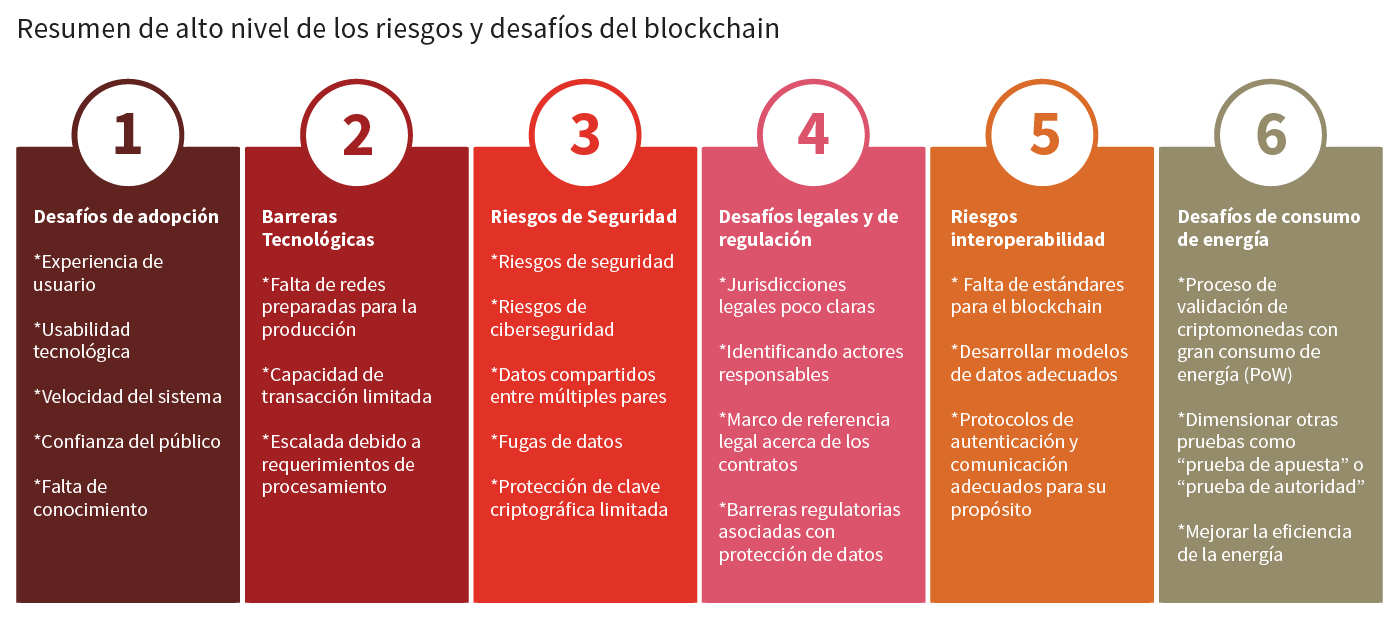 Resumen de alto nivel de los riesgos y desafíos del blockchain
1
Desafíos de adopción
*Experiencia de
usuario
*Usabilidad
tecnológica
*Velocidad del sistema
*Confianza del público
*Falta de
conocimiento
2
Barreras
Tecnológicas
*Falta de redes
preparadas para la
producción
*Capacidad de
transacción limitada
*Escalada debido a
requerimientos de
procesamiento
3
Riesgos de Seguridad
*Riesgos de seguridad
*Riesgos de
ciberseguridad
*Datos compartidos
entre múltiples pares
*Fugas de datos
*Protección de clave
criptográfica limitada
4
Desafíos legales y de
regulación
*Jurisdicciones
legales poco claras
*Identificando actores
responsables
*Marco de referencia
legal acerca de los
contratos
*Barreras regulatorias
asociadas con
protección de datos
5
Riesgos
interoperabilidad
* Falta de estándares
para el blockchain
*Desarrollar modelos
de datos adecuados
*Protocolos de
autenticación y
comunicación
adecuados para su
propósito
6
Desafíos de consumo
de energía
*Proceso de
validación de
criptomonedas con
gran consumo de
energía (PoW)
*Dimensionar otras
pruebas como
“prueba de apuesta” o
“prueba de autoridad”
*Mejorar la eficiencia
de la energía